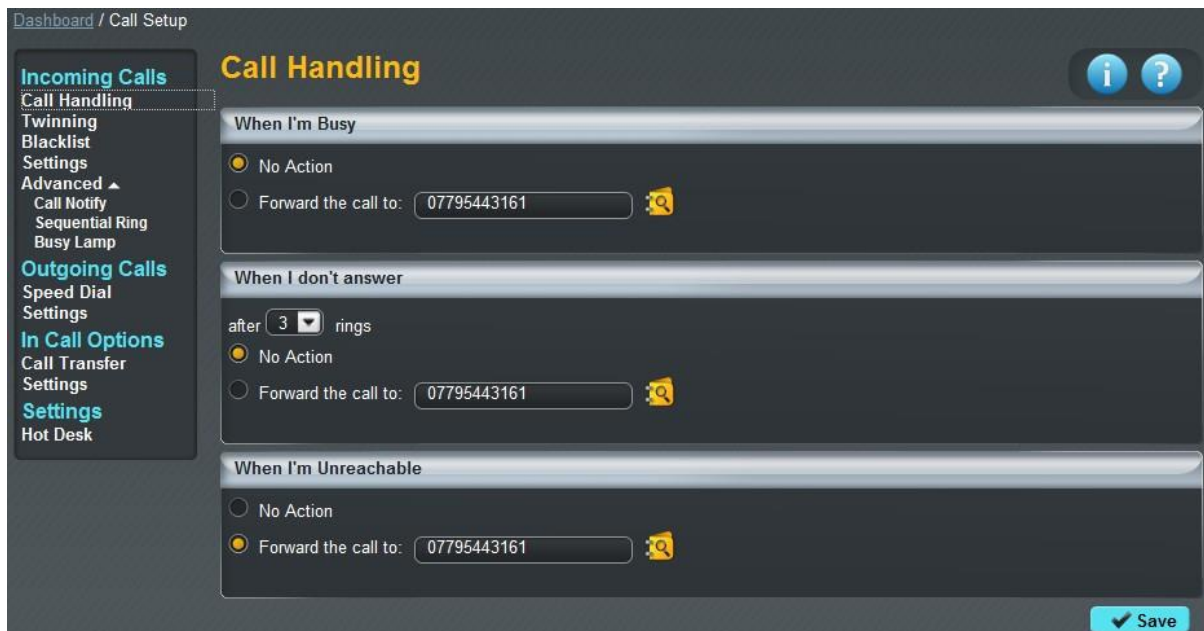 Dashboard / Call Setup
Incoming Calls
Call Handling
Twinning
Blacklist
Settings
Advanced
Call Notify
Sequential Ring
Busy Lamp
Outgoing Calls
Speed Dial
Settings
In Call Options
Call Transfer
Settings
Settings
Hot Desk
Call Handling
i ?
When I'm Busy
No Action
Forward the call to: 07795443161
When I don't answer
after 3 rings
No Action
Forward the call to: 07795443161
When I'm Unreachable
No Action
Forward the call to: 07795443161
Save